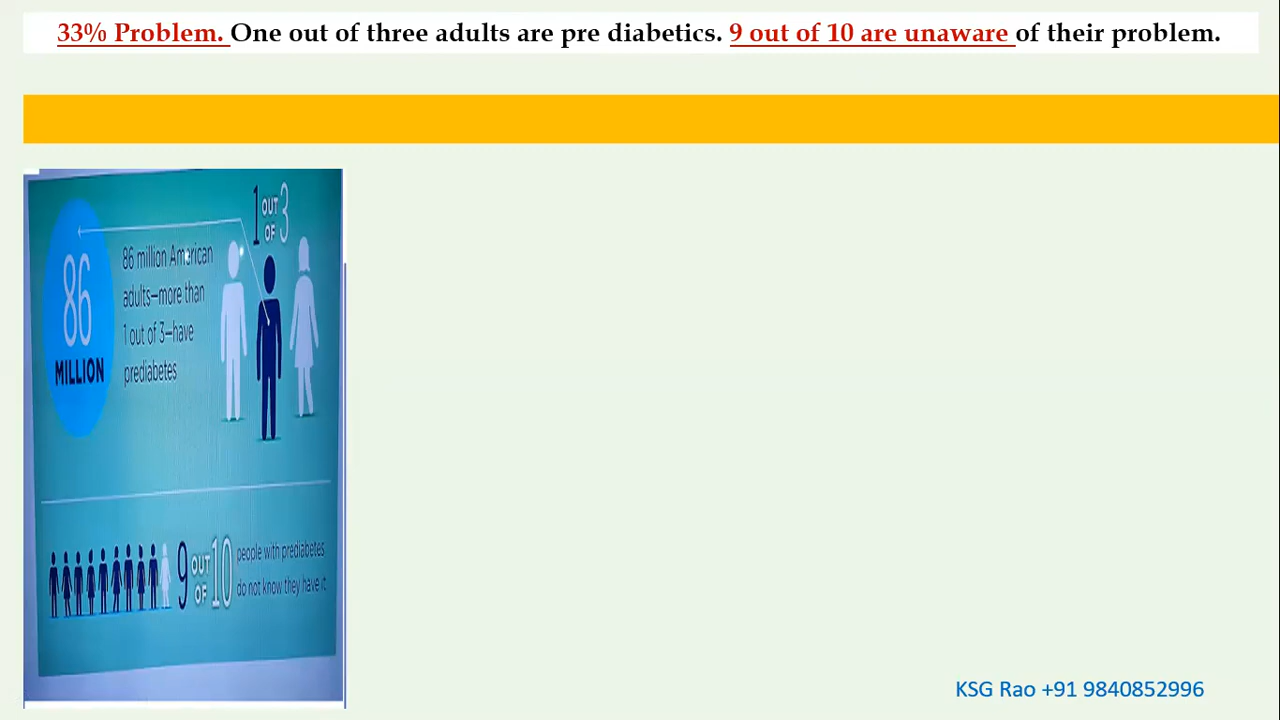 33% Problem. One out of three adults are pre diabetics. 9 out of 10 are unaware of their problem.
1 OUT OF 3
86 MILLION
86 million American
adults—more than
1 out of 3—have
prediabetes
9 OUT OF 10
people with prediabetes
do not know they have it
KSG Rao +91 9840852996